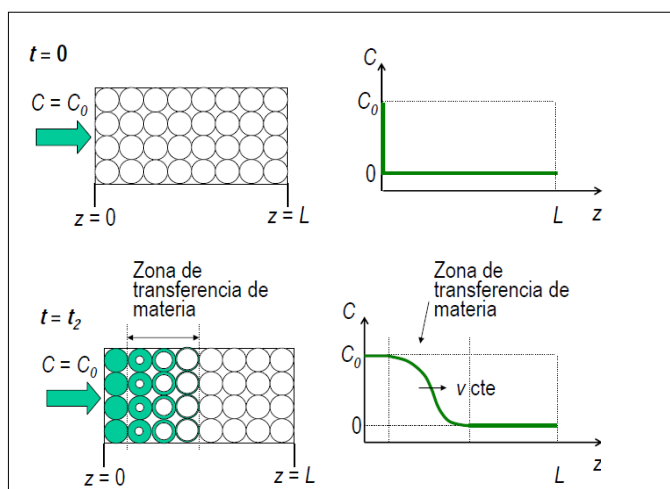 t = 0
C = C₀
z = 0
z = L
C
C₀
0
L
z
Zona de
transferencia de
materia
t = t₂
C = C₀
z = 0
z = L
Zona de
transferencia de
materia
C
C₀
v cte
0
L
z